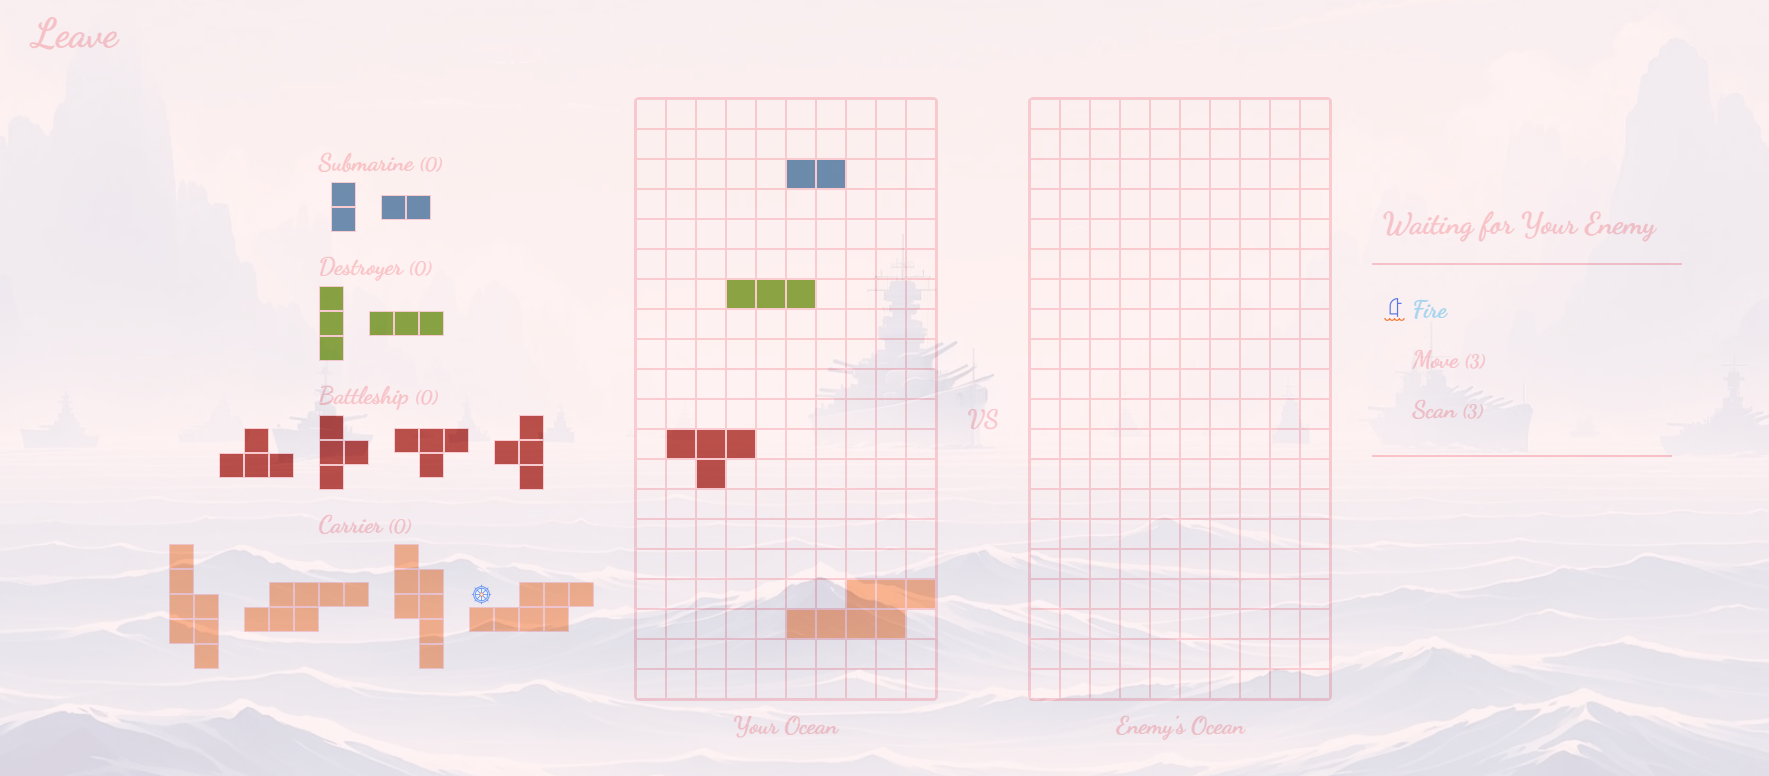 Leave
Submarine (0)
Destroyer (0)
Battleship (0)
Carrier (0)
Your Ocean
VS
Enemy's Ocean
Waiting for Your Enemy
Fire
Move (3)
Scan (3)